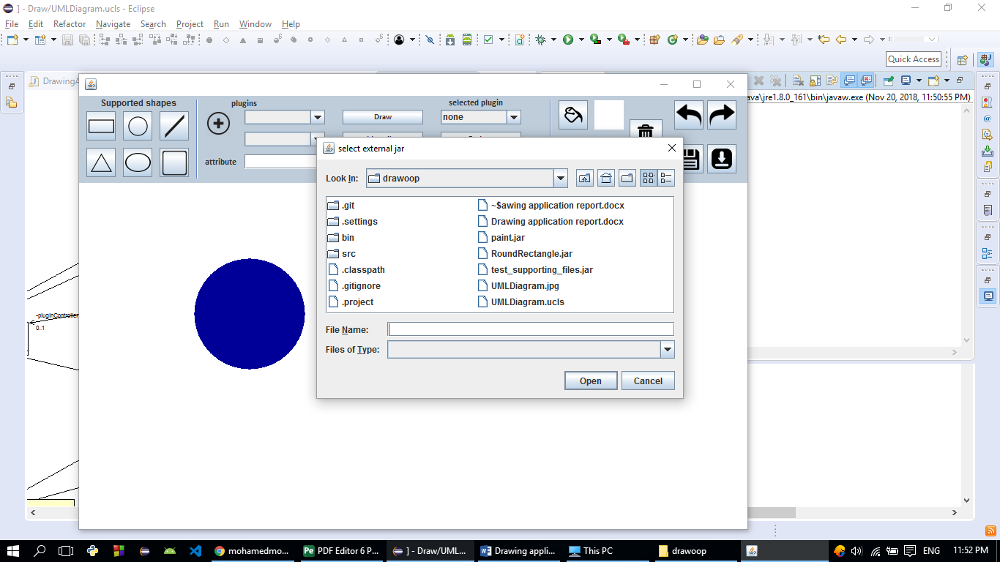 ] - Draw/UMLDiagram.ucls - Eclipse
File Edit Refactor Navigate Search Project Run Window Help
Quick Access
ava\jre1.8.0_161\bin\javaw.exe (Nov 20, 2018, 11:50:55 PM)
Supported shapes
plugins
selected plugin
Draw
none
attribute
select external jar
Look In:
drawoop
.git
.settings
bin
src
.classpath
.gitignore
.project
~$awing application report.docx
Drawing application report.docx
paint.jar
RoundRectangle.jar
test_supporting_files.jar
UMLDiagram.jpg
UMLDiagram.ucls
File Name:
Files of Type:
Open Cancel
-pluginController
0..1
mohamedmo...
Pe PDF Editor 6 P...
] - Draw/UML...
Drawing appli...
This PC
drawoop
ENG
11:52 PM